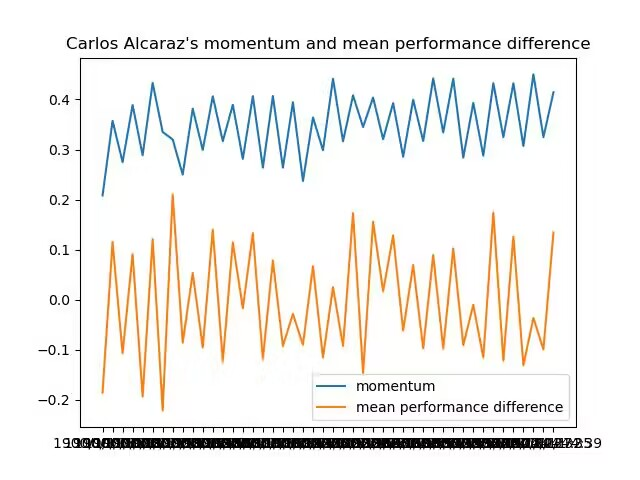 Carlos Alcaraz's momentum and mean performance difference
0.4
0.3
0.2
0.1
0.0
−0.1
−0.2
momentum
mean performance difference